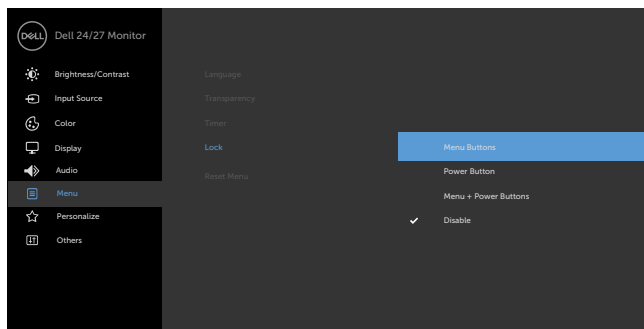 DELL Dell 24/27 Monitor
Brightness/Contrast
Input Source
Color
Display
Audio
Menu
Personalize
Others
Language
Transparency
Timer
Lock
Reset Menu
Menu Buttons
Power Button
Menu + Power Buttons
Disable